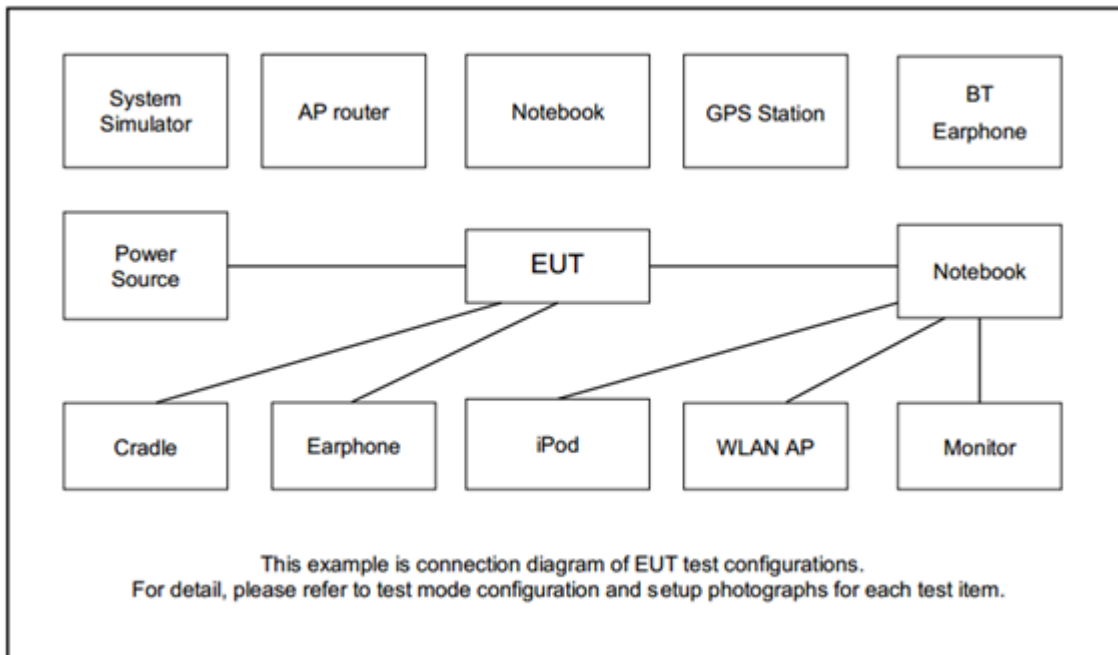 System
Simulator
AP router
Notebook
GPS Station
BT
Earphone
Power
Source
EUT
Notebook
Cradle
Earphone
iPod
WLAN AP
Monitor
This example is connection diagram of EUT test configurations.
For detail, please refer to test mode configuration and setup photographs for each test item.